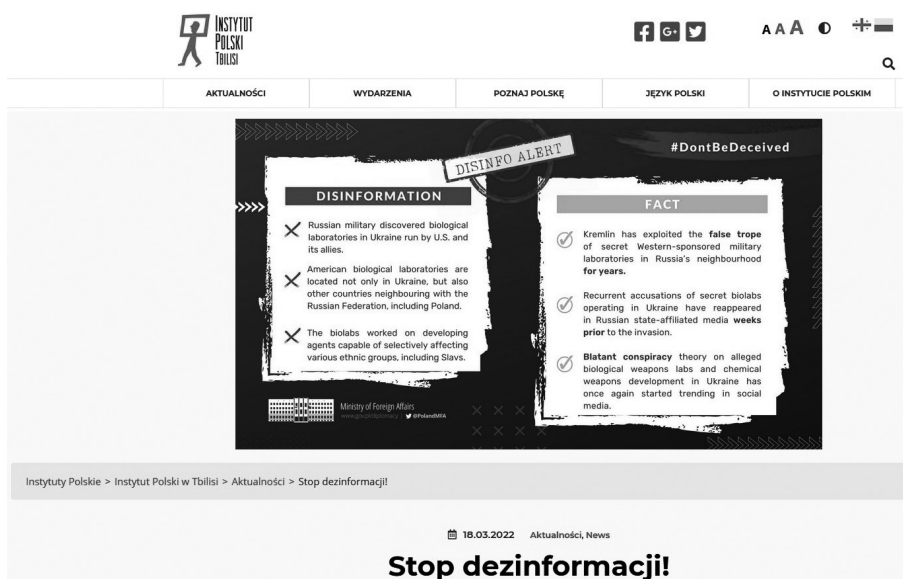 INSTYTUT
POLSKI
TBILISI
A A A
AKTUALNOŚCI
WYDARZENIA
POZNAJ POLSKĘ
JĘZYK POLSKI
O INSTYTUCIE POLSKIM
DISINFO ALERT
#DontBeDeceived
DISINFORMATION
Russian military discovered biological
laboratories in Ukraine run by U.S. and
its allies.
American biological laboratories are
located not only in Ukraine, but also
other countries neighbouring with the
Russian Federation, including Poland.
The biolabs worked on developing
agents capable of selectively affecting
various ethnic groups, including Slavs.
FACT
Kremlin has exploited the false trope
of secret Western-sponsored military
laboratories in Russia's neighbourhood
for years.
Recurrent accusations of secret biolabs
operating in Ukraine have reappeared
in Russian state-affiliated media weeks
prior to the invasion.
Blatant conspiracy theory on alleged
biological weapons labs and chemical
weapons development in Ukraine has
once again started trending in social
media.
Ministry of Foreign Affairs
www.gov.pl/diplomacy | @PolandMFA
Instytuty Polskie > Instytut Polski w Tbilisi > Aktualności > Stop dezinformacji!
18.03.2022 Aktualności, News
Stop dezinformacji!